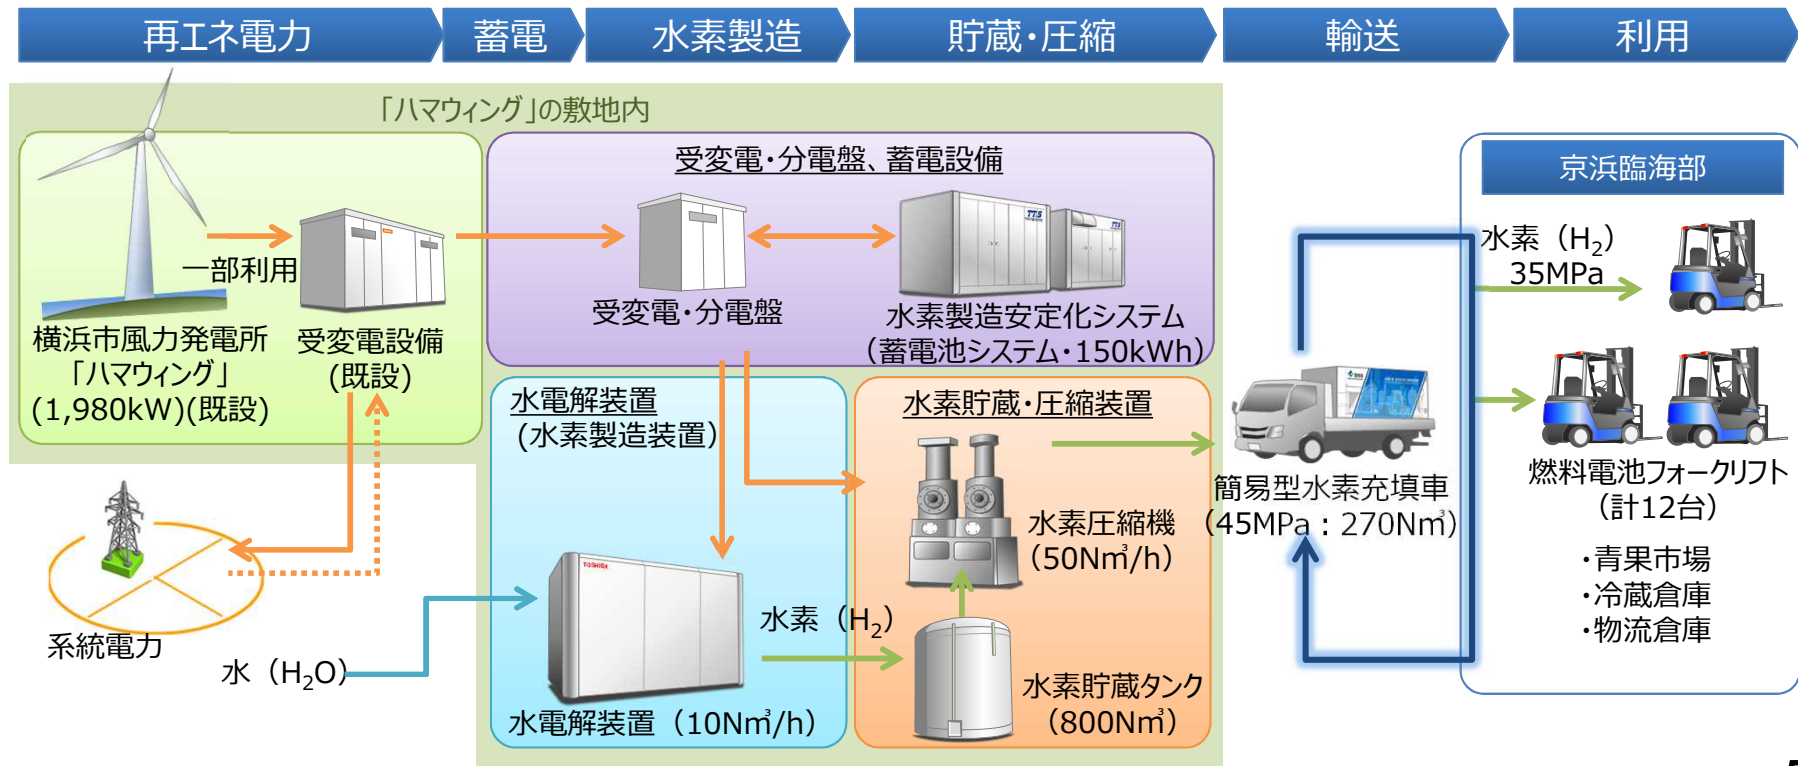 再エネ電力
蓄電
水素製造
貯蔵・圧縮
輸送
利用
「ハマウィング」の敷地内
一部利用
横浜市風力発電所
「ハマウィング」
(1,980kW)(既設)
受変電設備
(既設)
系統電力
水（H₂O）
受変電・分電盤、蓄電設備
受変電・分電盤
水素製造安定化システム
（蓄電池システム・150kWh）
水電解装置
(水素製造装置）
TOSHIBA
水電解装置（10N㎥/h）
水素（H₂）
水素貯蔵・圧縮装置
水素圧縮機
（50N㎥/h）
水素貯蔵タンク
（800N㎥）
簡易型水素充填車
（45MPa：270N㎥）
京浜臨海部
水素（H₂）
35MPa
燃料電池フォークリフト
（計12台）
・青果市場
・冷蔵倉庫
・物流倉庫